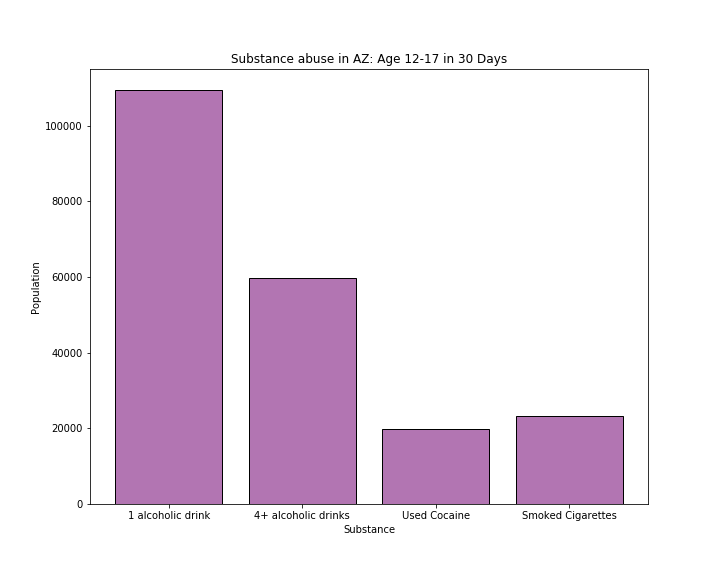 Substance abuse in AZ: Age 12-17 in 30 Days
100000
80000
60000
40000
20000
0
Population
1 alcoholic drink 4+ alcoholic drinks Used Cocaine Smoked Cigarettes
Substance